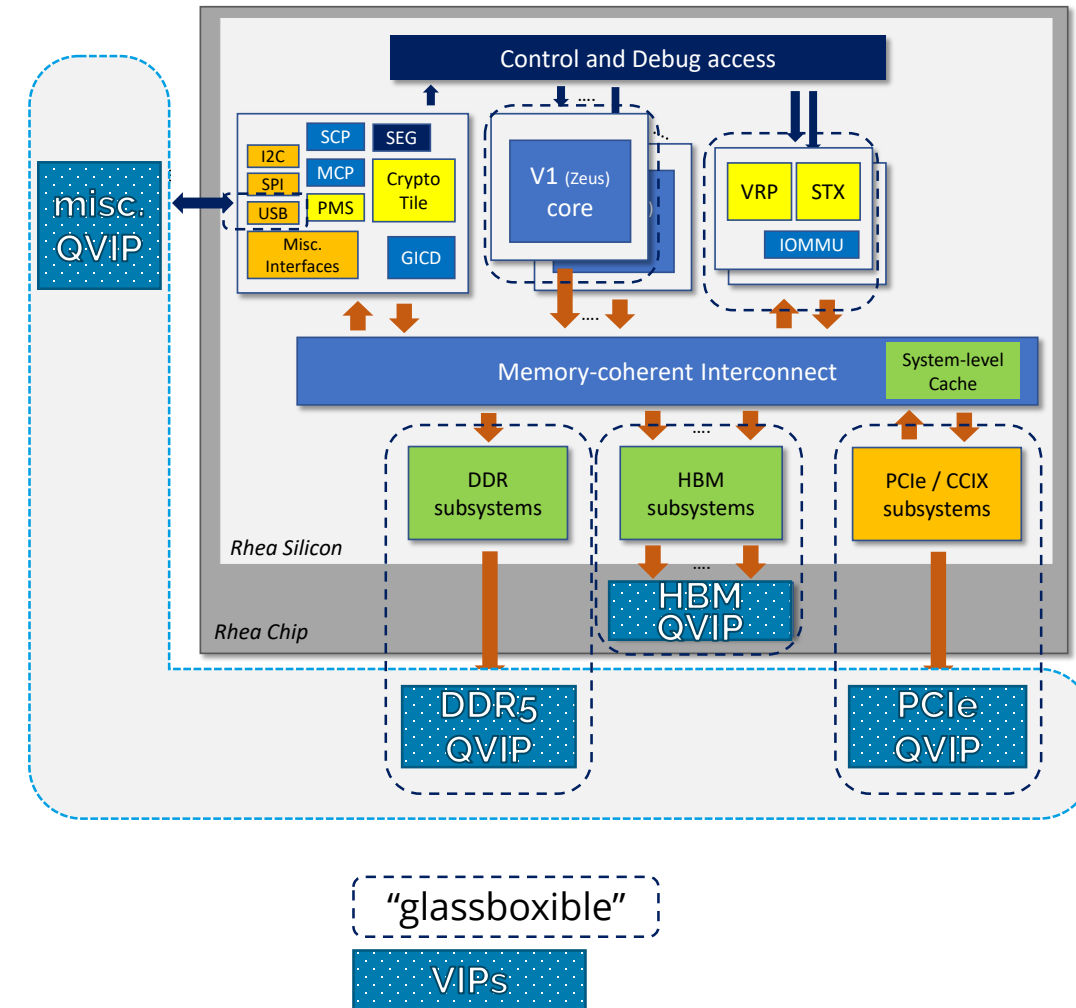 Control and Debug access
....
....
SCP
SEG
I2C
MCP
Crypto
Tile
SPI
USB
PMS
Misc.
Interfaces
GICD
V1 (Zeus)
core
)
VRP
STX
IOMMU
misc.
QVIP
....
Memory-coherent Interconnect
System-level
Cache
....
DDR
subsystems
HBM
subsystems
PCIe / CCIX
subsystems
Rhea Silicon
....
HBM
QVIP
Rhea Chip
DDR5
QVIP
PCIe
QVIP
“glassboxible”
VIPs